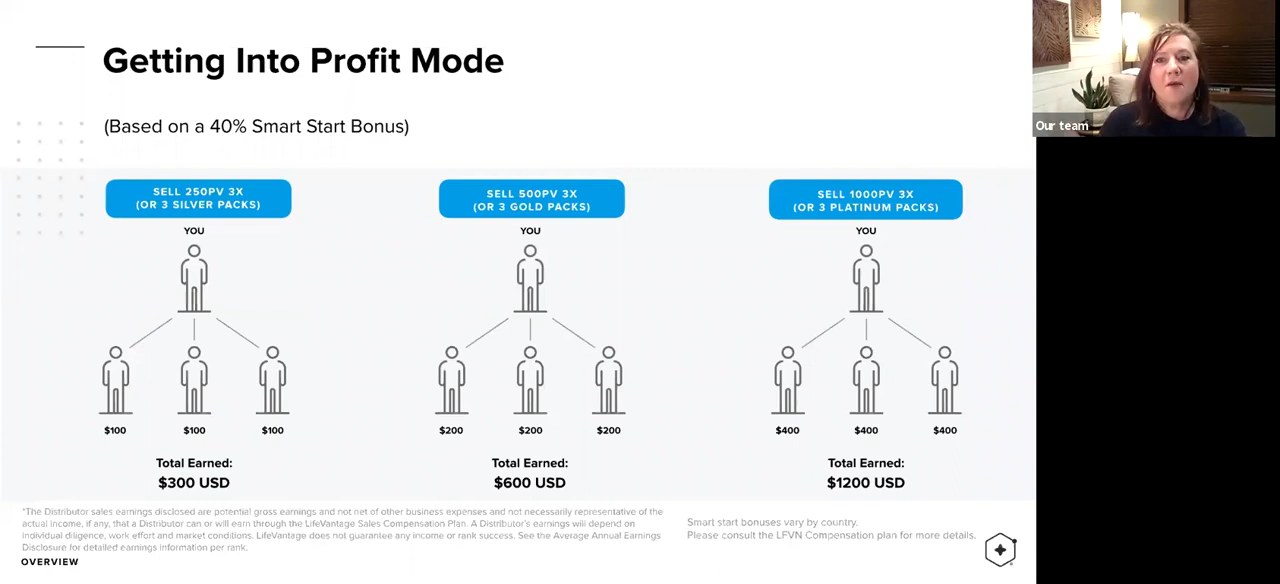 Getting Into Profit Mode
(Based on a 40% Smart Start Bonus)
Our team
SELL 250PV 3X
(OR 3 SILVER PACKS)
YOU
$100 $100 $100
Total Earned:
$300 USD
SELL 500PV 3X
(OR 3 GOLD PACKS)
YOU
$200 $200 $200
Total Earned:
$600 USD
SELL 1000PV 3X
(OR 3 PLATINUM PACKS)
YOU
$400 $400 $400
Total Earned:
$1200 USD
*The Distributor sales earnings disclosed are potential gross earnings and not net of other business expenses and not necessarily representative of the
actual income, if any, that a Distributor can or will earn through the LifeVantage Sales Compensation Plan. A Distributor's earnings will depend on
individual diligence, work effort and market conditions. LifeVantage does not guarantee any income or rank success. See the Average Annual Earnings
Disclosure for detailed earnings information per rank.
Smart start bonuses vary by country.
Please consult the LFVN Compensation plan for more details.
OVERVIEW